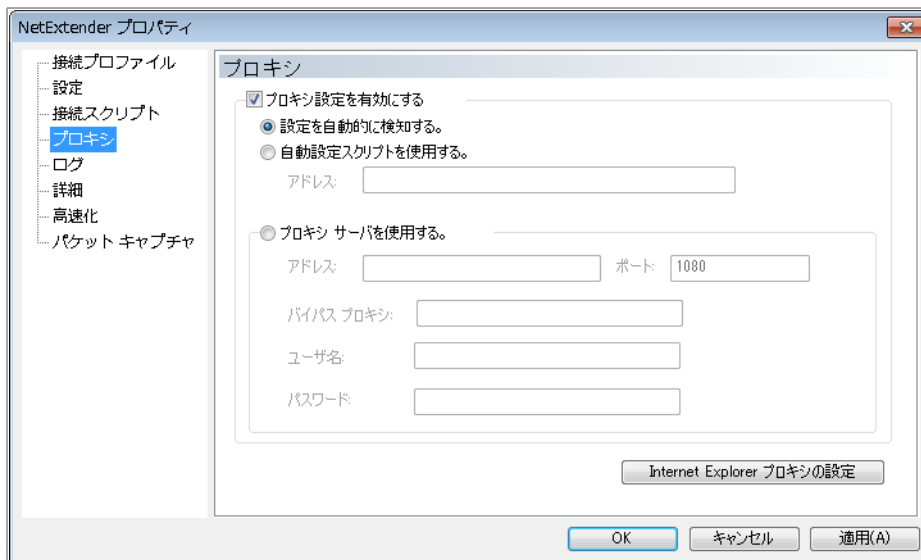 NetExtender プロパティ
接続プロファイル
設定
接続スクリプト
プロキシ
ログ
詳細
高速化
パケット キャプチャ
プロキシ
プロキシ設定を有効にする
設定を自動的に検知する。
自動設定スクリプトを使用する。
アドレス:
プロキシ サーバを使用する。
アドレス: ポート: 1080
バイパス プロキシ:
ユーザ名:
パスワード:
Internet Explorer プロキシの設定
OK キャンセル 適用(A)